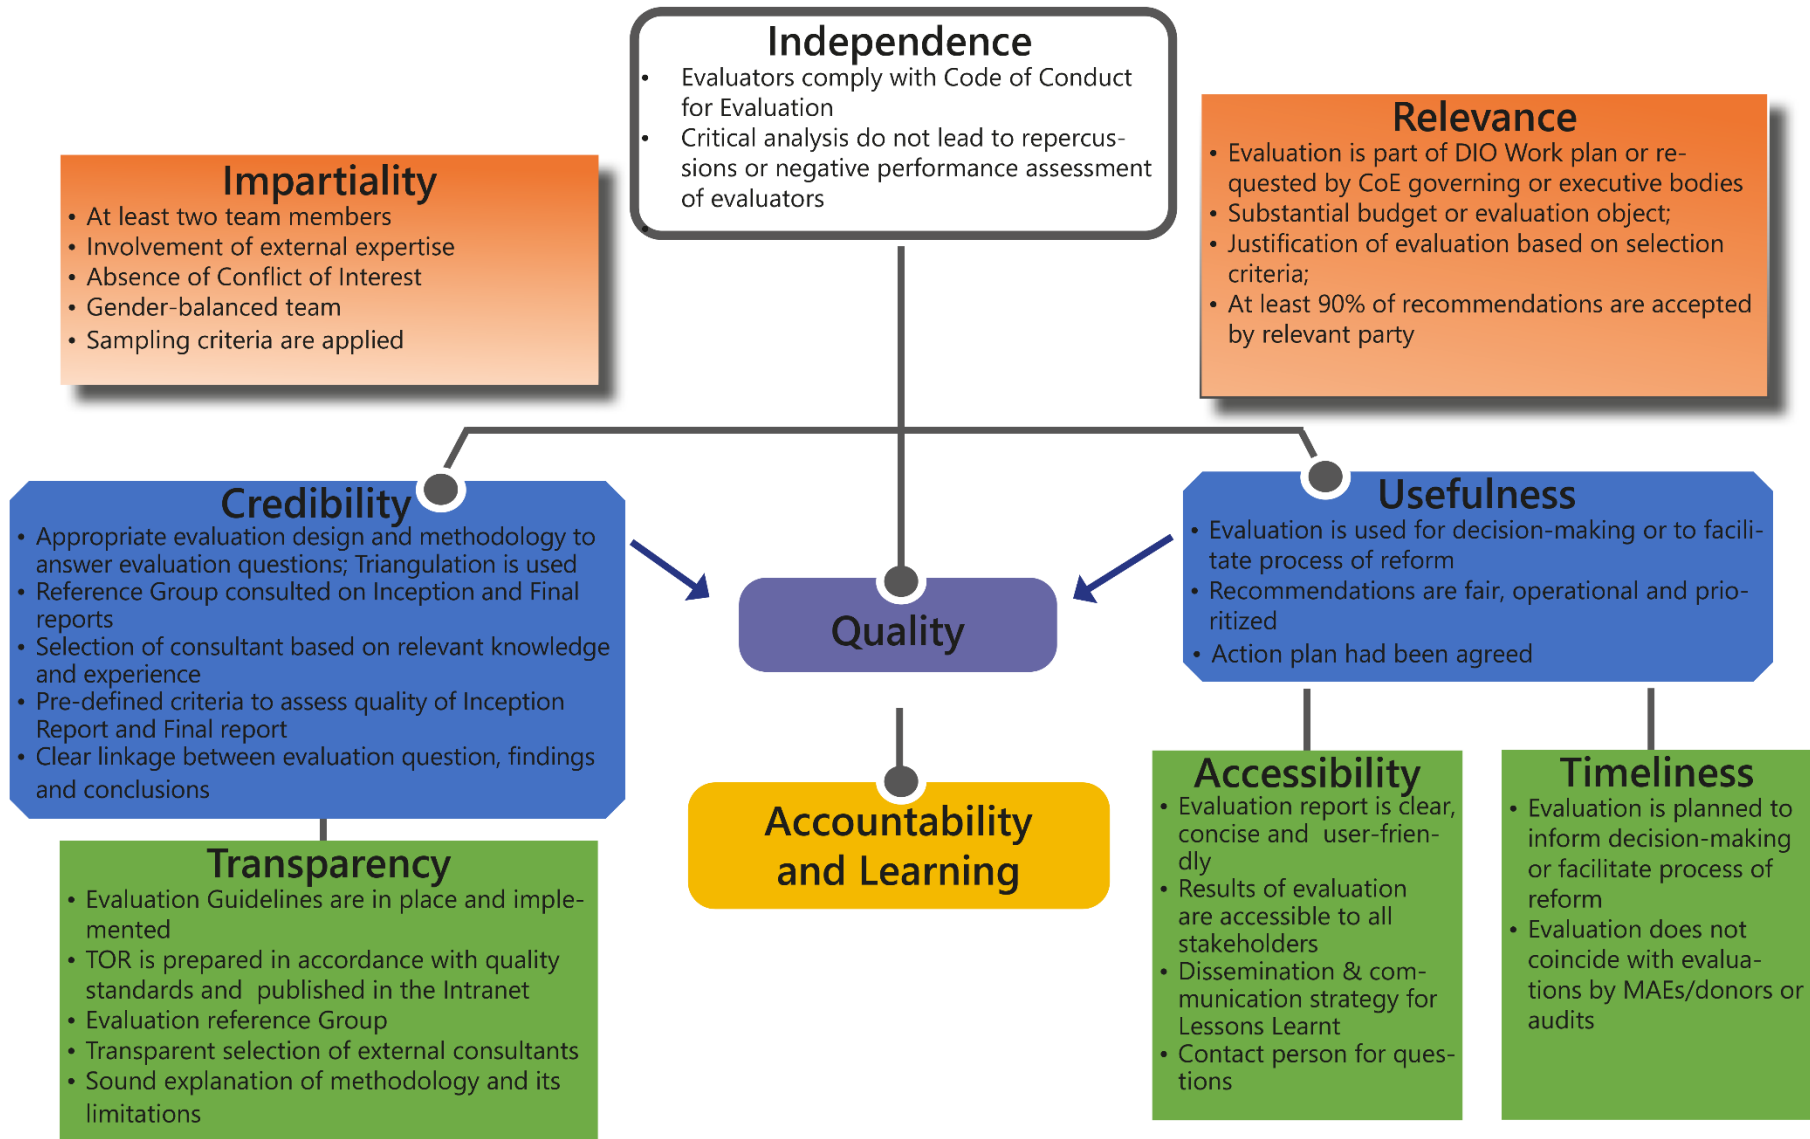 Independence
• Evaluators comply with Code of Conduct
for Evaluation
• Critical analysis do not lead to repercus-
sions or negative performance assessment
of evaluators
•
Impartiality
• At least two team members
• Involvement of external expertise
• Absence of Conflict of Interest
• Gender-balanced team
• Sampling criteria are applied
Relevance
• Evaluation is part of DIO Work plan or re-
quested by CoE governing or executive bodies
• Substantial budget or evaluation object;
• Justification of evaluation based on selection
criteria;
• At least 90% of recommendations are accepted
by relevant party
Credibility
• Appropriate evaluation design and methodology to
answer evaluation questions; Triangulation is used
• Reference Group consulted on Inception and Final
reports
• Selection of consultant based on relevant knowledge
and experience
• Pre-defined criteria to assess quality of Inception
Report and Final report
• Clear linkage between evaluation question, findings
and conclusions
Quality
Usefulness
• Evaluation is used for decision-making or to facili-
tate process of reform
• Recommendations are fair, operational and prio-
ritized
• Action plan had been agreed
Transparency
• Evaluation Guidelines are in place and imple-
mented
• TOR is prepared in accordance with quality
standards and published in the Intranet
• Evaluation reference Group
• Transparent selection of external consultants
• Sound explanation of methodology and its
limitations
Accountability
and Learning
Accessibility
• Evaluation report is clear,
concise and user-frien-
dly
• Results of evaluation
are accessible to all
stakeholders
• Dissemination & com-
munication strategy for
Lessons Learnt
• Contact person for ques-
tions
Timeliness
• Evaluation is planned to
inform decision-making
or facilitate process of
reform
• Evaluation does not
coincide with evalua-
tions by MAEs/donors or
audits